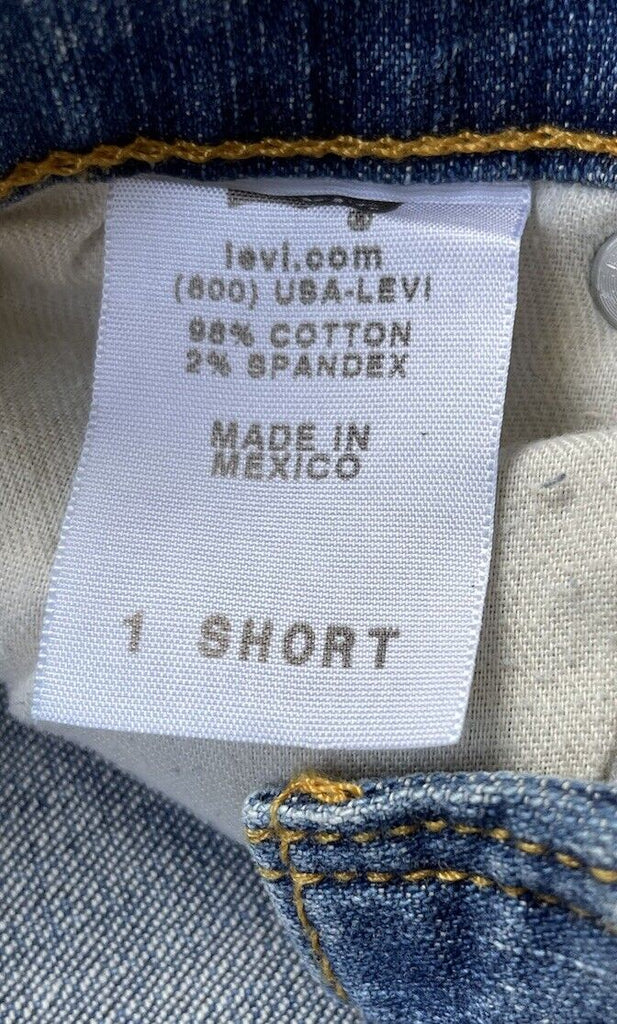 ®
levi.com
(800) USA-LEVI
98% COTTON
2% SPANDEX
MADE IN
MEXICO
1 SHORT